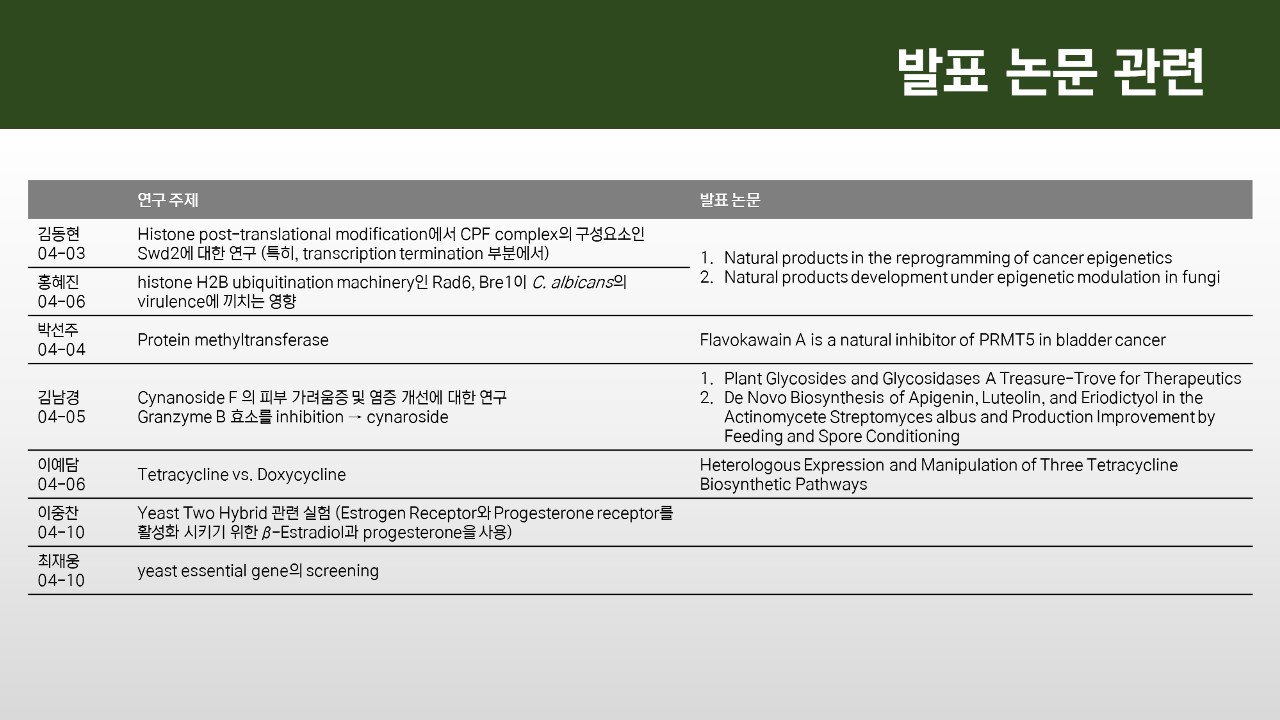 발표 논문 관련
연구 주제
발표 논문
김동현
04-03
Histone post-translational modification에서 CPF complex의 구성요소인
Swd2에 대한 연구 (특히, transcription termination 부분에서)
홍혜진
04-06
histone H2B ubiquitination machinery인 Rad6, Bre1이 C. albicans의
virulence에 끼치는 영향
1. Natural products in the reprogramming of cancer epigenetics
2. Natural products development under epigenetic modulation in fungi
박선주
04-04
Protein methyltransferase
Flavokawain A is a natural inhibitor of PRMT5 in bladder cancer
김남경
04-05
Cynanoside F 의 피부 가려움증 및 염증 개선에 대한 연구
Granzyme B 효소를 inhibition → cynaroside
1. Plant Glycosides and Glycosidases A Treasure-Trove for Therapeutics
2. De Novo Biosynthesis of Apigenin, Luteolin, and Eriodictyol in the
Actinomycete Streptomyces albus and Production Improvement by
Feeding and Spore Conditioning
이예담
04-06
Tetracycline vs. Doxycycline
Heterologous Expression and Manipulation of Three Tetracycline
Biosynthetic Pathways
이중찬
04-10
Yeast Two Hybrid 관련 실험 (Estrogen Receptor와 Progesterone receptor를
활성화 시키기 위한 β-Estradiol과 progesterone을 사용)
최재웅
04-10
yeast essential gene의 screening